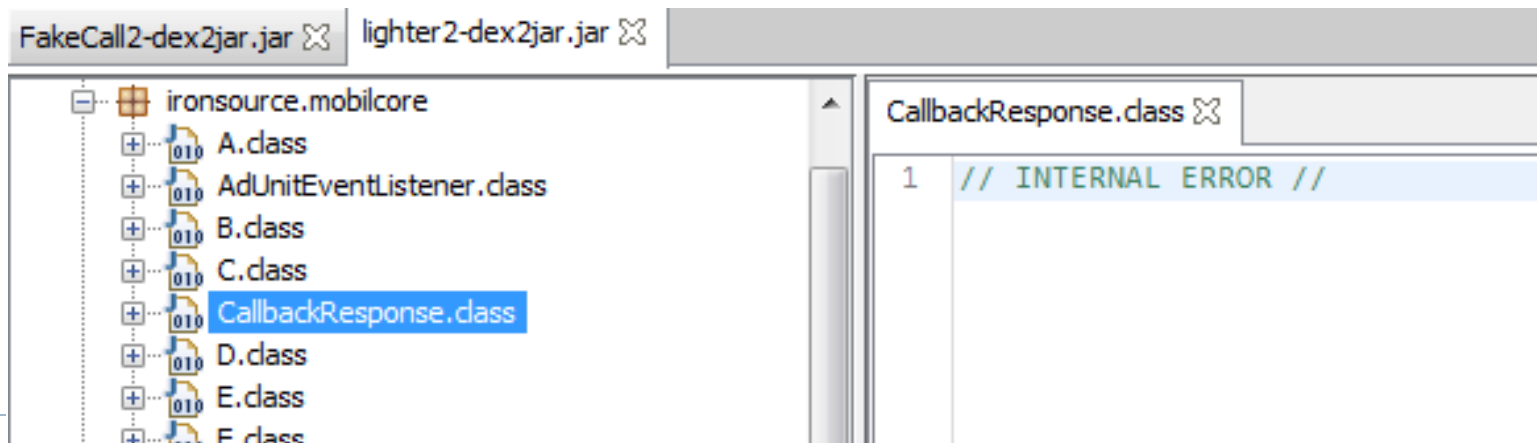 FakeCall2-dex2jar.jar
lighter2-dex2jar.jar
ironsource.mobilcore
A.class
AdUnitEventListener.class
B.class
C.class
CallbackResponse.class
D.class
E.class
F.class
CallbackResponse.class
1 // INTERNAL ERROR //